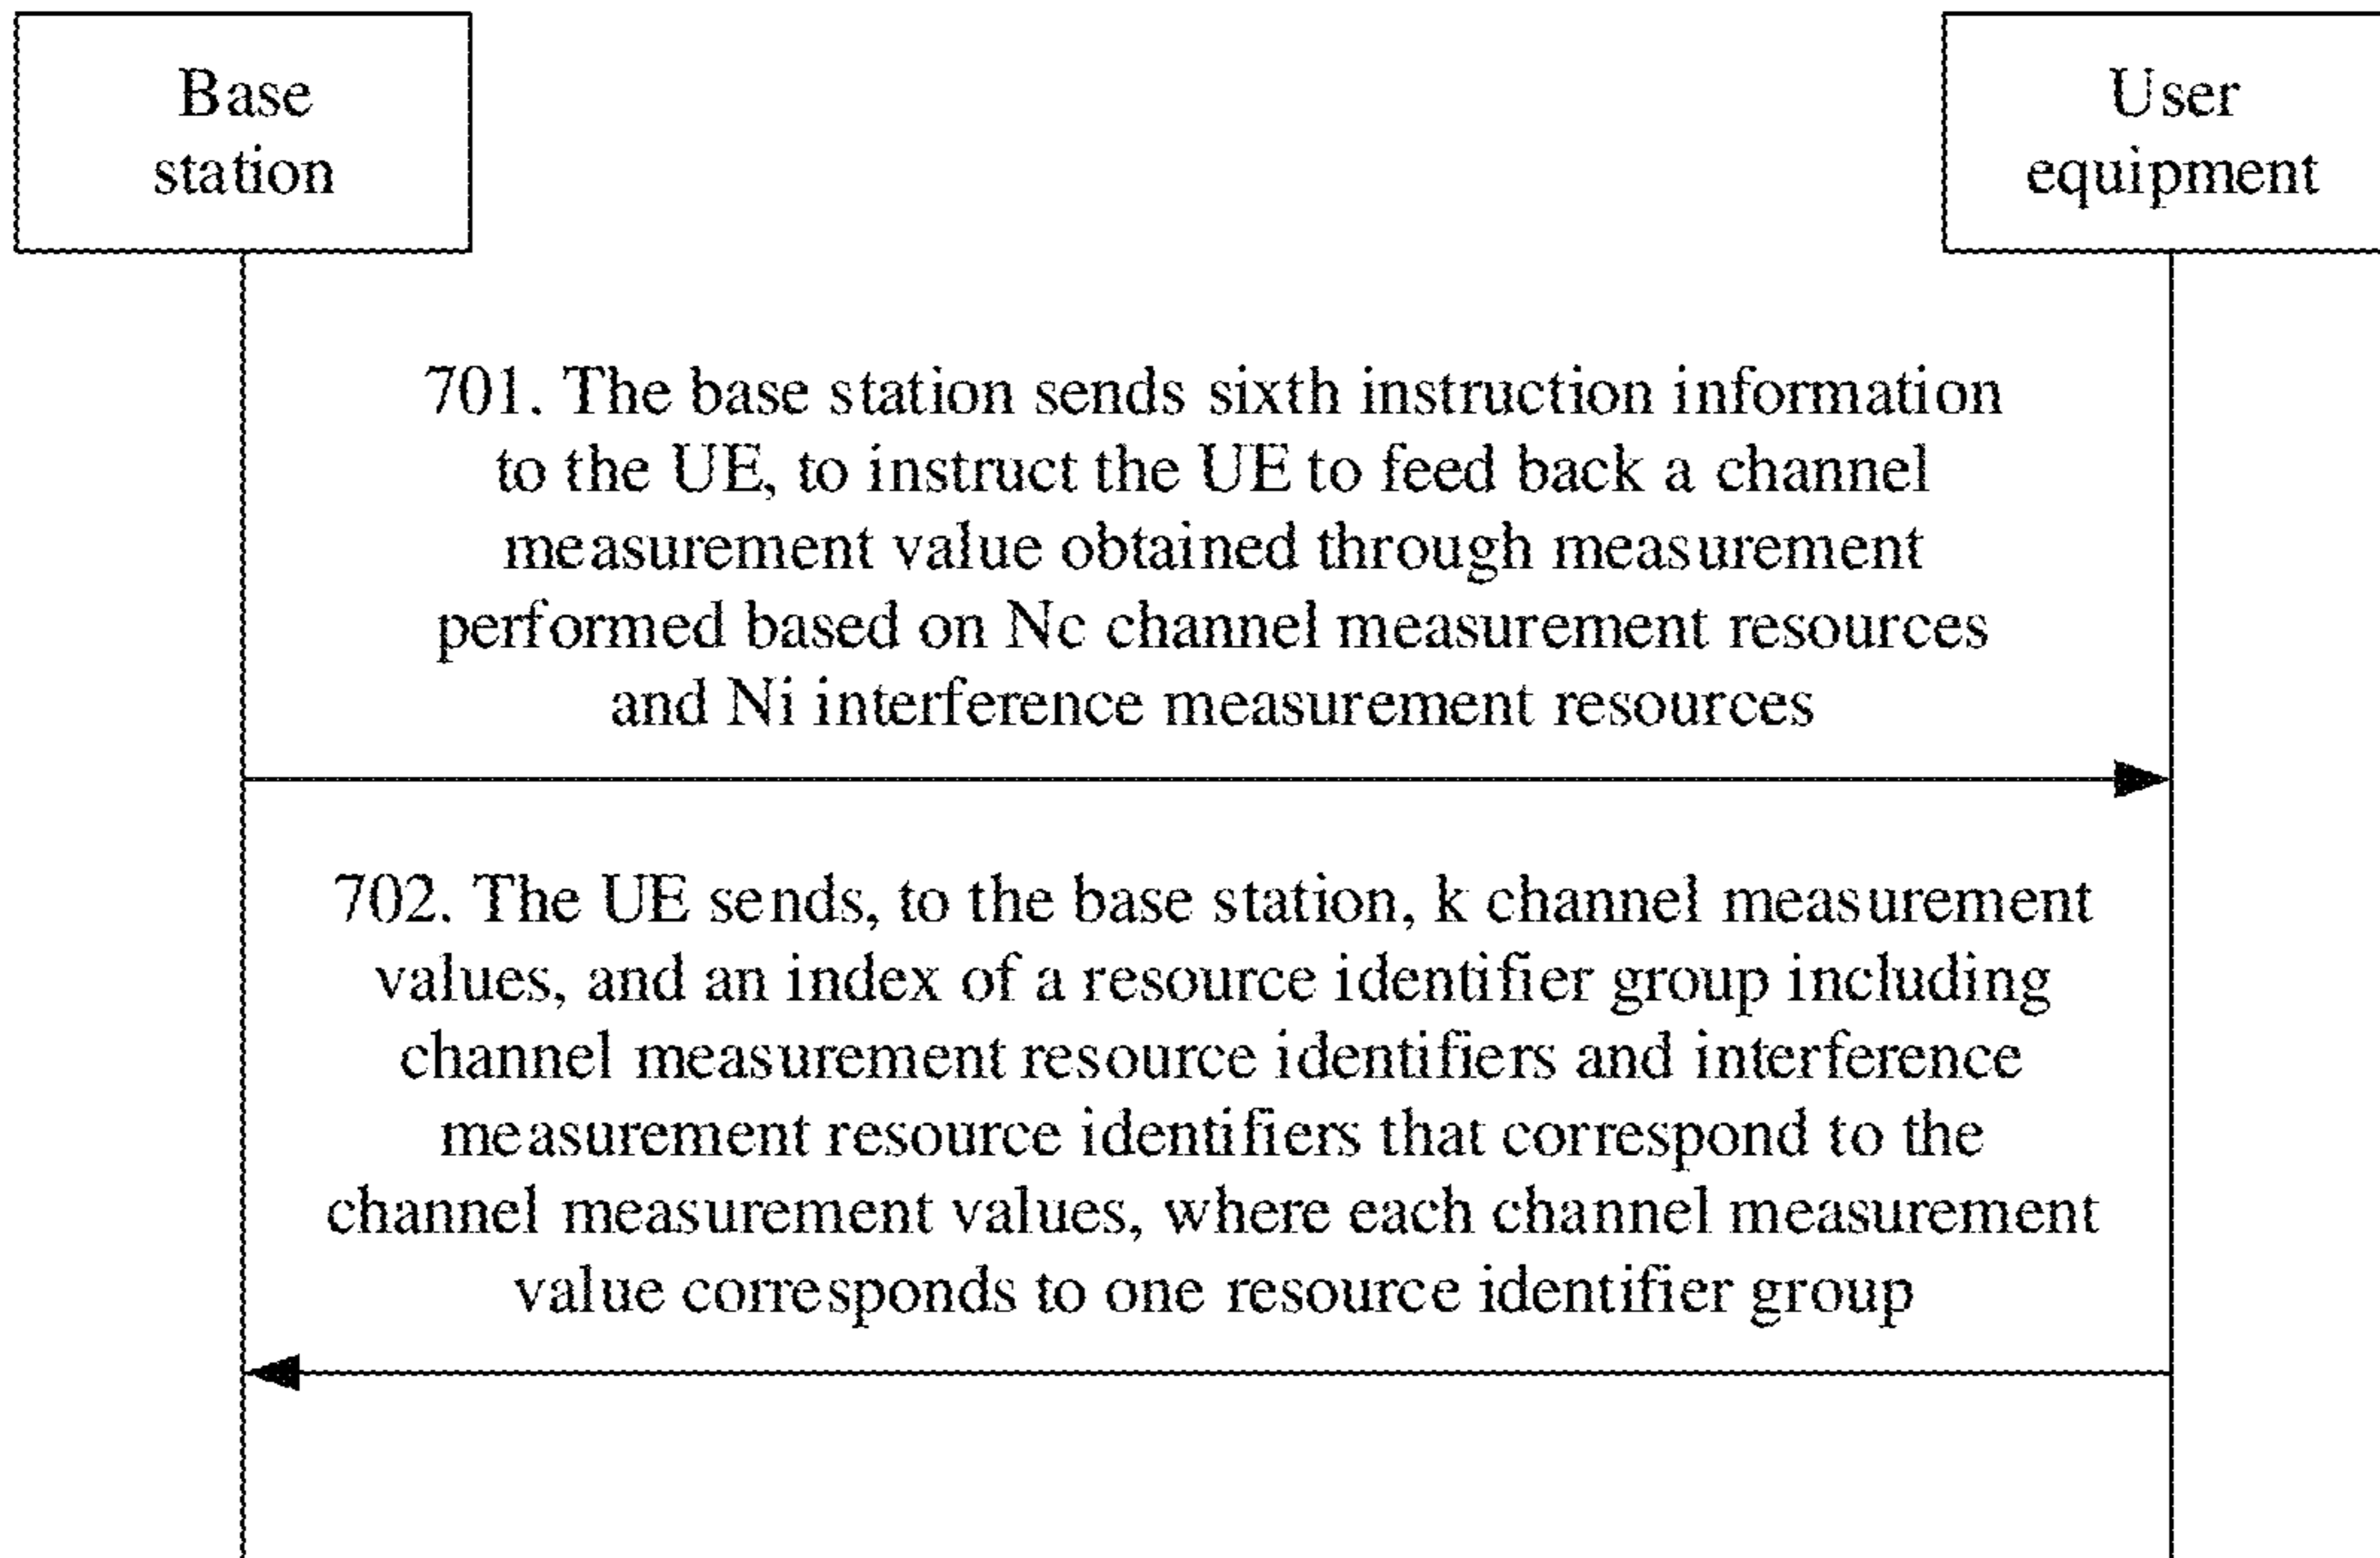 Base
station
User
equipment
701. The base station sends sixth instruction information
to the UE, to instruct the UE to feed back a channel
measurement value obtained through measurement
performed based on Nc channel measurement resources
and Ni interference measurement resources
702. The UE sends, to the base station, k channel measurement
values, and an index of a resource identifier group including
channel measurement resource identifiers and interference
measurement resource identifiers that correspond to the
channel measurement values, where each channel measurement
value corresponds to one resource identifier group